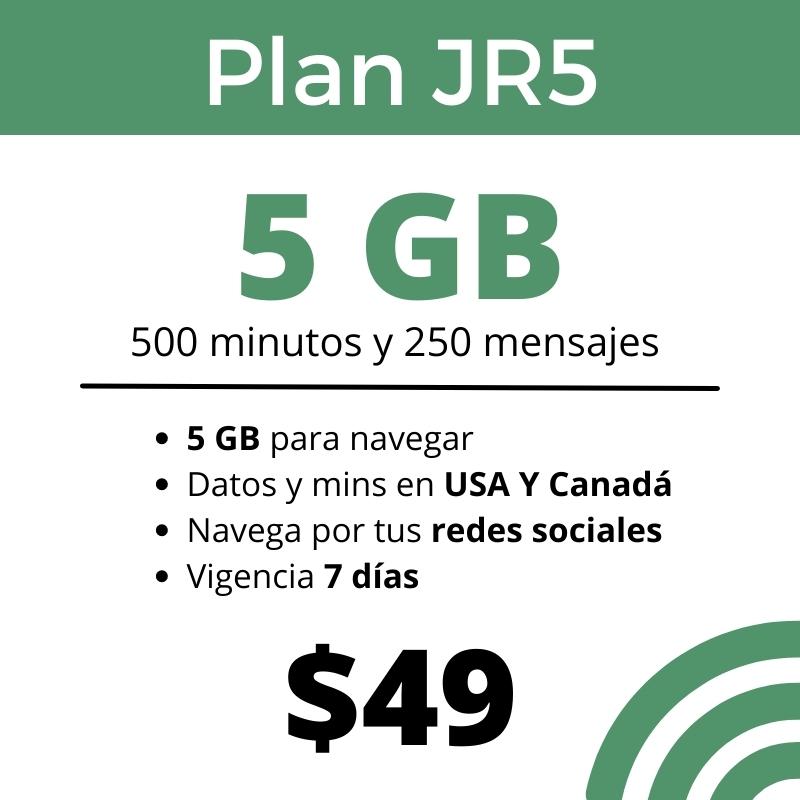 Plan JR5
5 GB
500 minutos y 250 mensajes
5 GB para navegar
Datos y mins en USA Y Canadá
Navega por tus redes sociales
Vigencia 7 días
$49